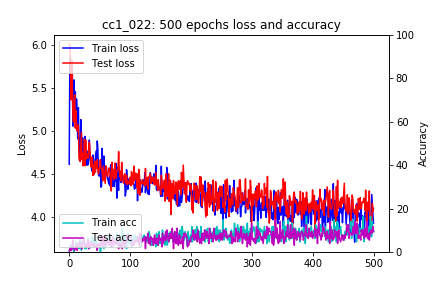 cc1_022: 500 epochs loss and accuracy
6.0
5.5
5.0
4.5
4.0
Loss
Train loss
Test loss
Train acc
Test acc
100
80
60
40
20
0
Accuracy
0 100 200 300 400 500